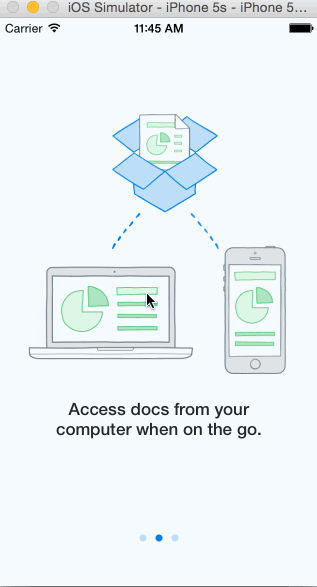 iOS Simulator - iPhone 5s - iPhone 5...
Carrier 11:45 AM
Access docs from your
computer when on the go.